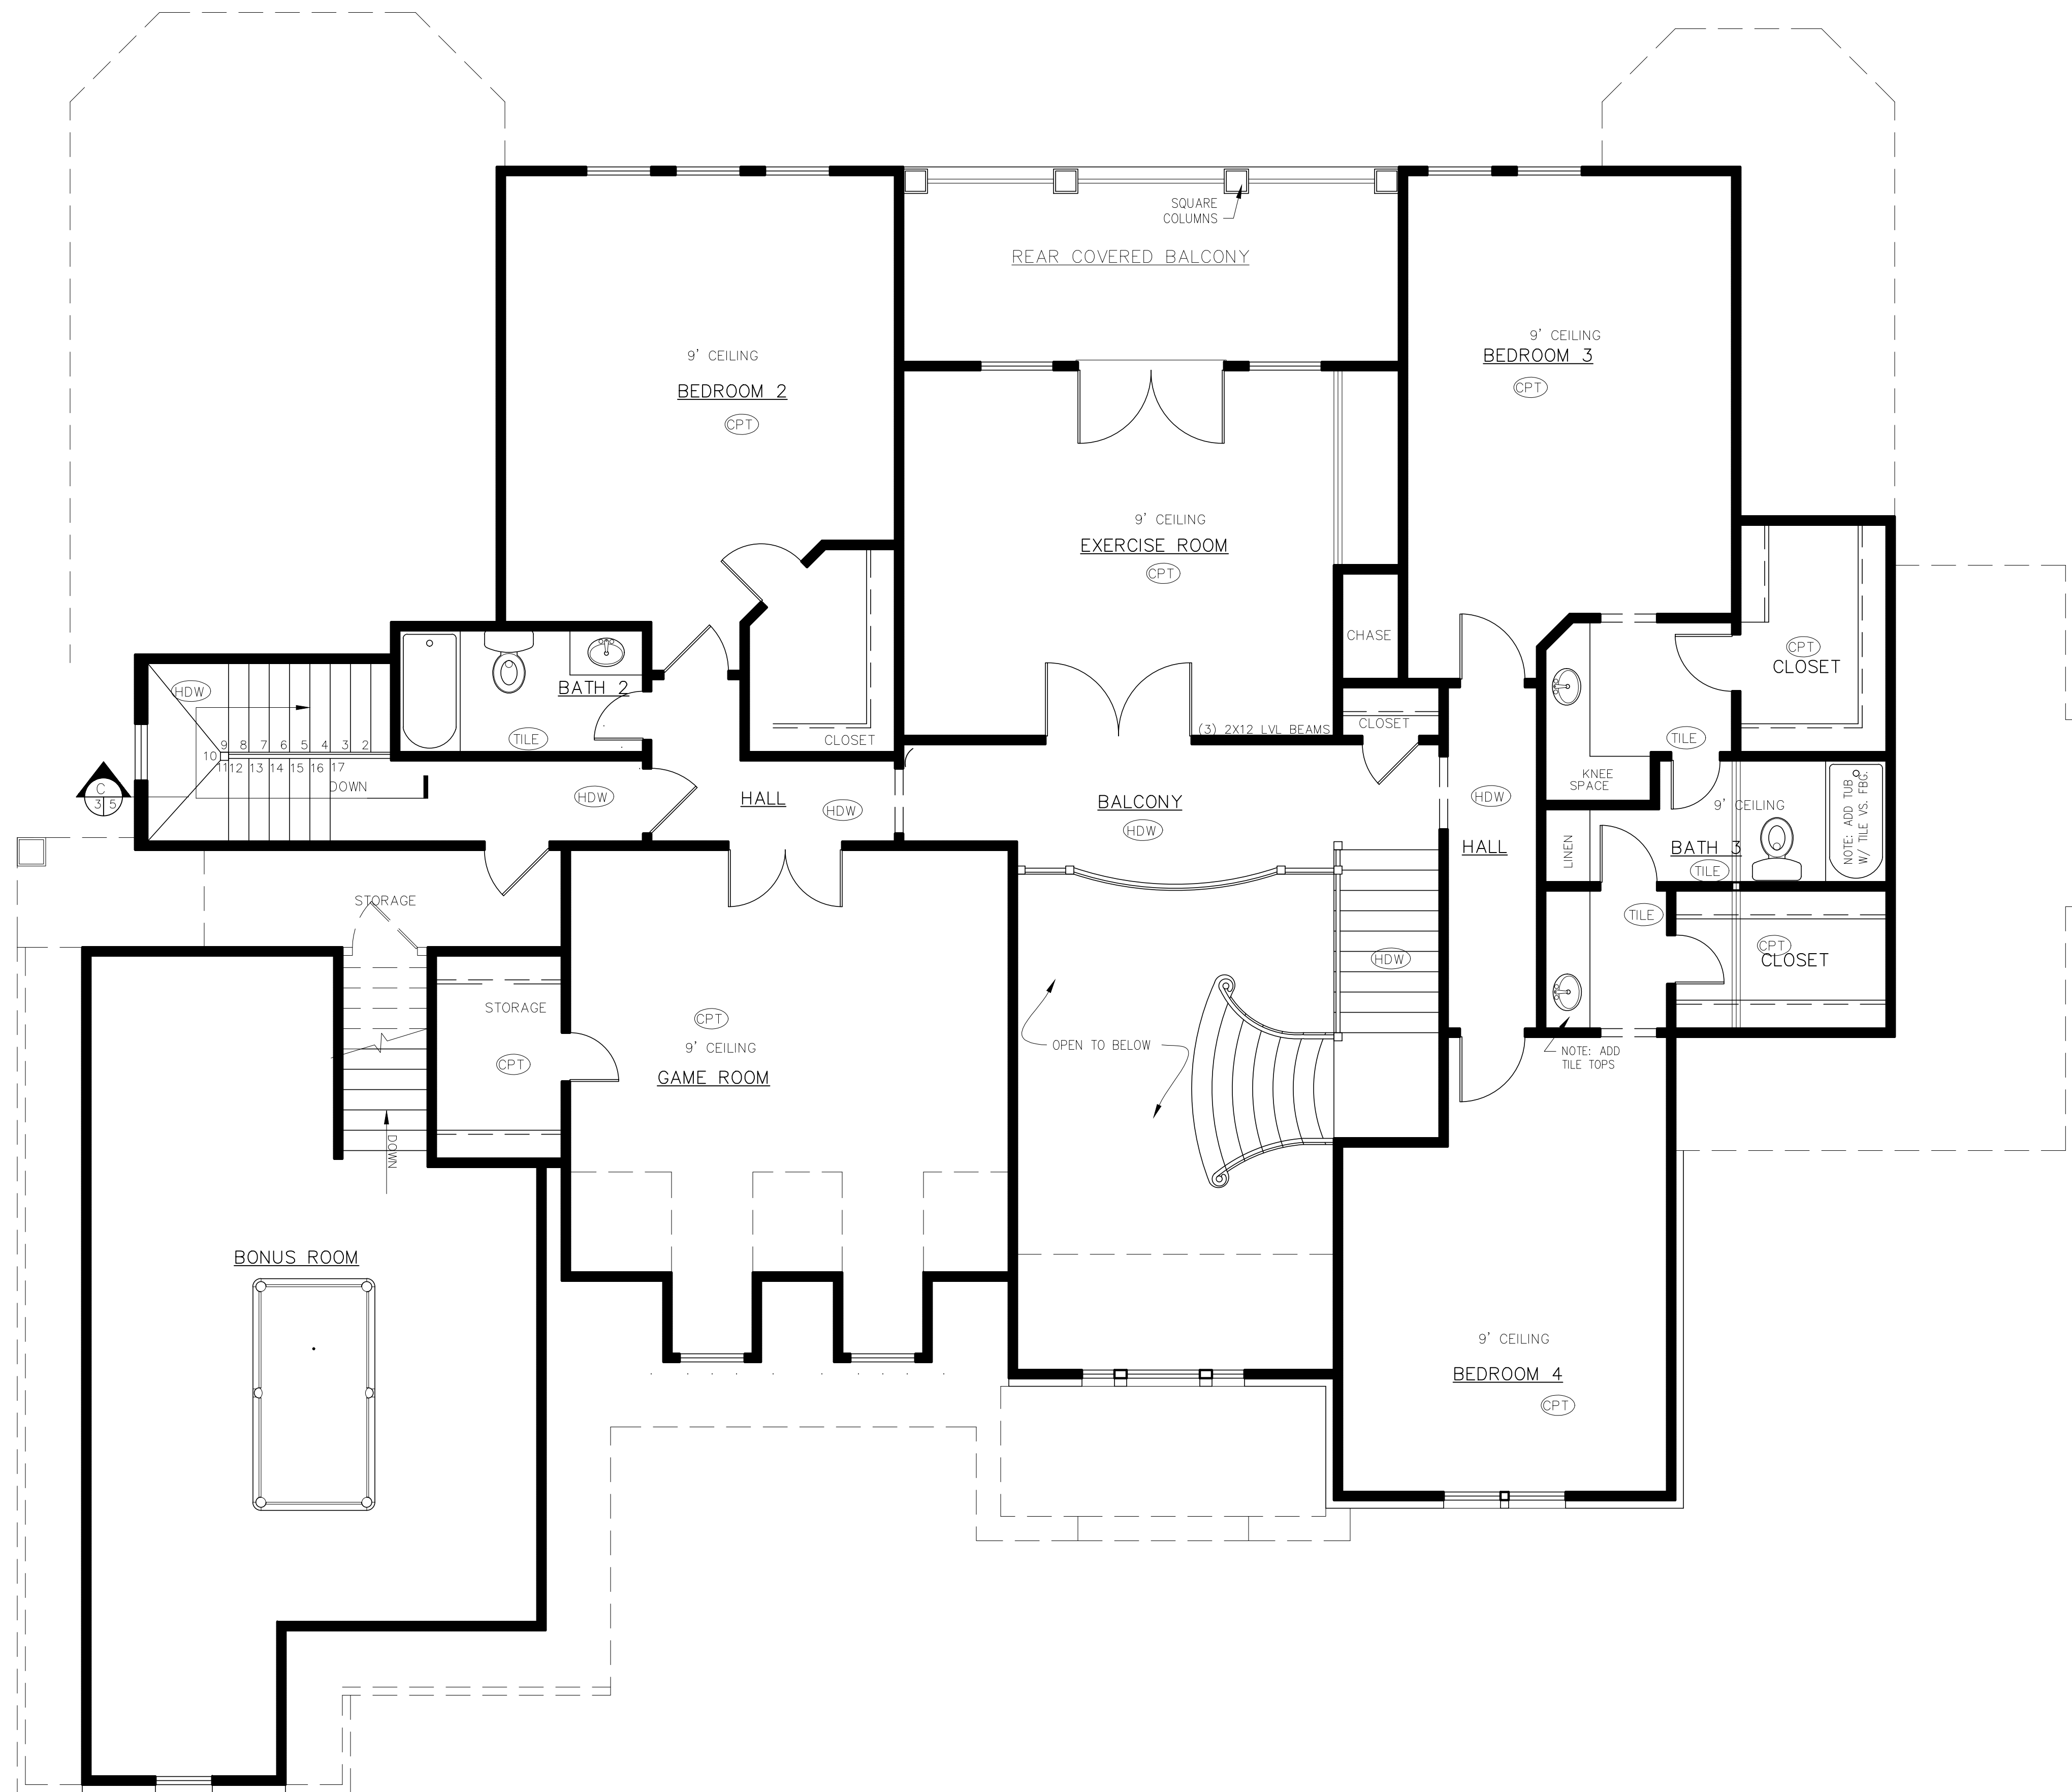 SQUARE
COLUMNS
REAR COVERED BALCONY
9' CEILING
BEDROOM 2
CPT
9' CEILING
BEDROOM 3
CPT
9' CEILING
EXERCISE ROOM
CPT
CHASE
CPT
CLOSET
HDW
BATH 2
TILE
CLOSET
(3) 2X12 LVL BEAMS
CLOSET
TILE
9 8 7 6 5 4 3 2
10
11 12 13 14 15 16 17
DOWN
C
3 5
HDW
HALL
HDW
BALCONY
HDW
HDW
HALL
KNEE
SPACE
9' CEILING
NOTE: ADD TUB
W/ TILE VS. FBG.
LINEN
BATH 3
TILE
STORAGE
TILE
HDW
CPT
CLOSET
STORAGE
CPT
CPT
9' CEILING
GAME ROOM
OPEN TO BELOW
NOTE: ADD
TILE TOPS
DOWN
BONUS ROOM
9' CEILING
BEDROOM 4
CPT